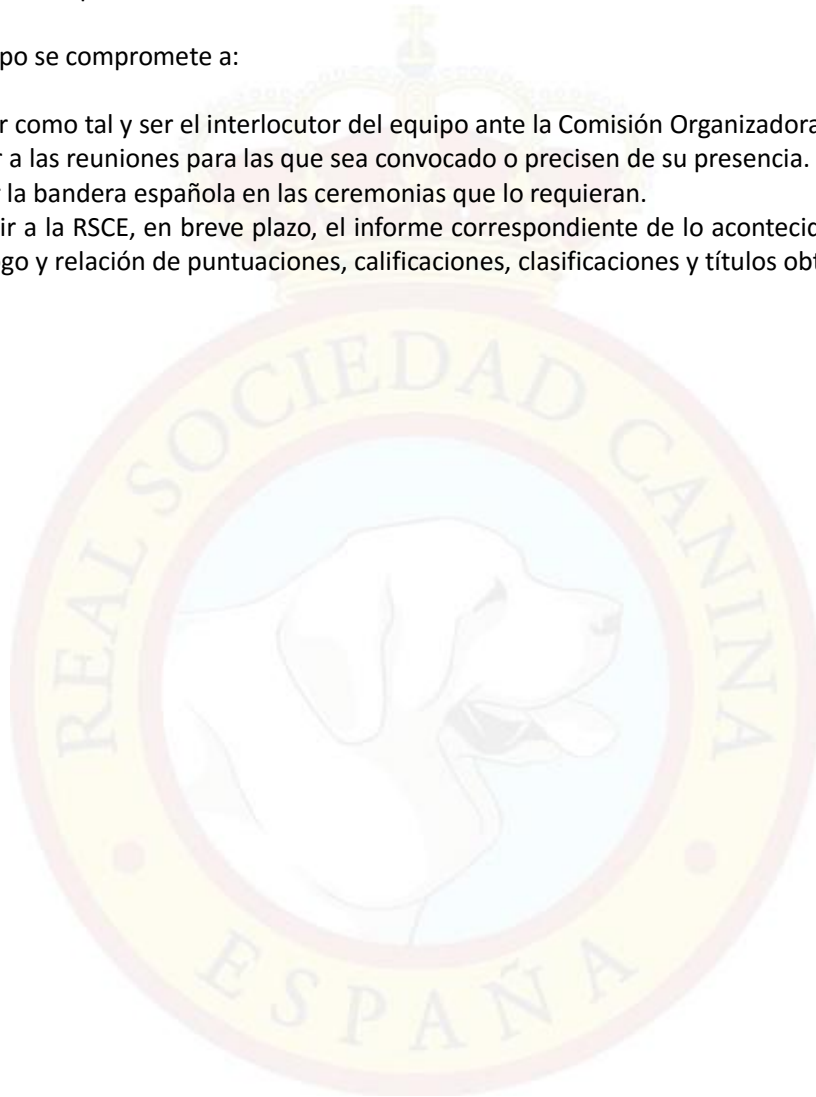 po se compromete a:
r como tal y ser el interlocutor del equipo ante la Comisión Organizadora
r a las reuniones para las que sea convocado o precisen de su presencia.
r la bandera española en las ceremonias que lo requieran.
ir a la RSCE, en breve plazo, el informe correspondiente de lo acontecid
go y relación de puntuaciones, calificaciones, clasificaciones y títulos obt
REAL SOCIEDAD CANINA
ESPAÑA